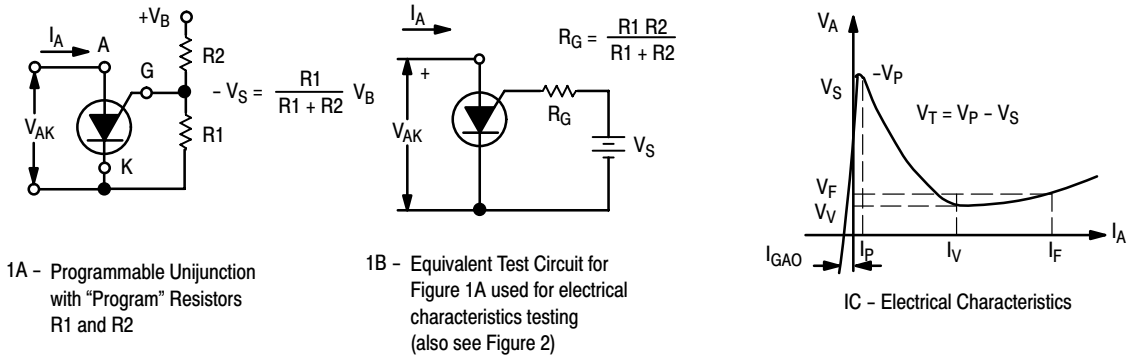 +V_B
I_A
A
R2
G
- V_S = R1 / (R1 + R2) V_B
V_AK
R1
K
1A – Programmable Unijunction
with “Program” Resistors
R1 and R2
I_A
R_G = R1 R2 / (R1 + R2)
+
R_G
V_AK
V_S
1B – Equivalent Test Circuit for
Figure 1A used for electrical
characteristics testing
(also see Figure 2)
V_A
–V_P
V_S
V_T = V_P – V_S
V_F
V_V
I_A
I_GAO
I_P
I_V
I_F
IC – Electrical Characteristics